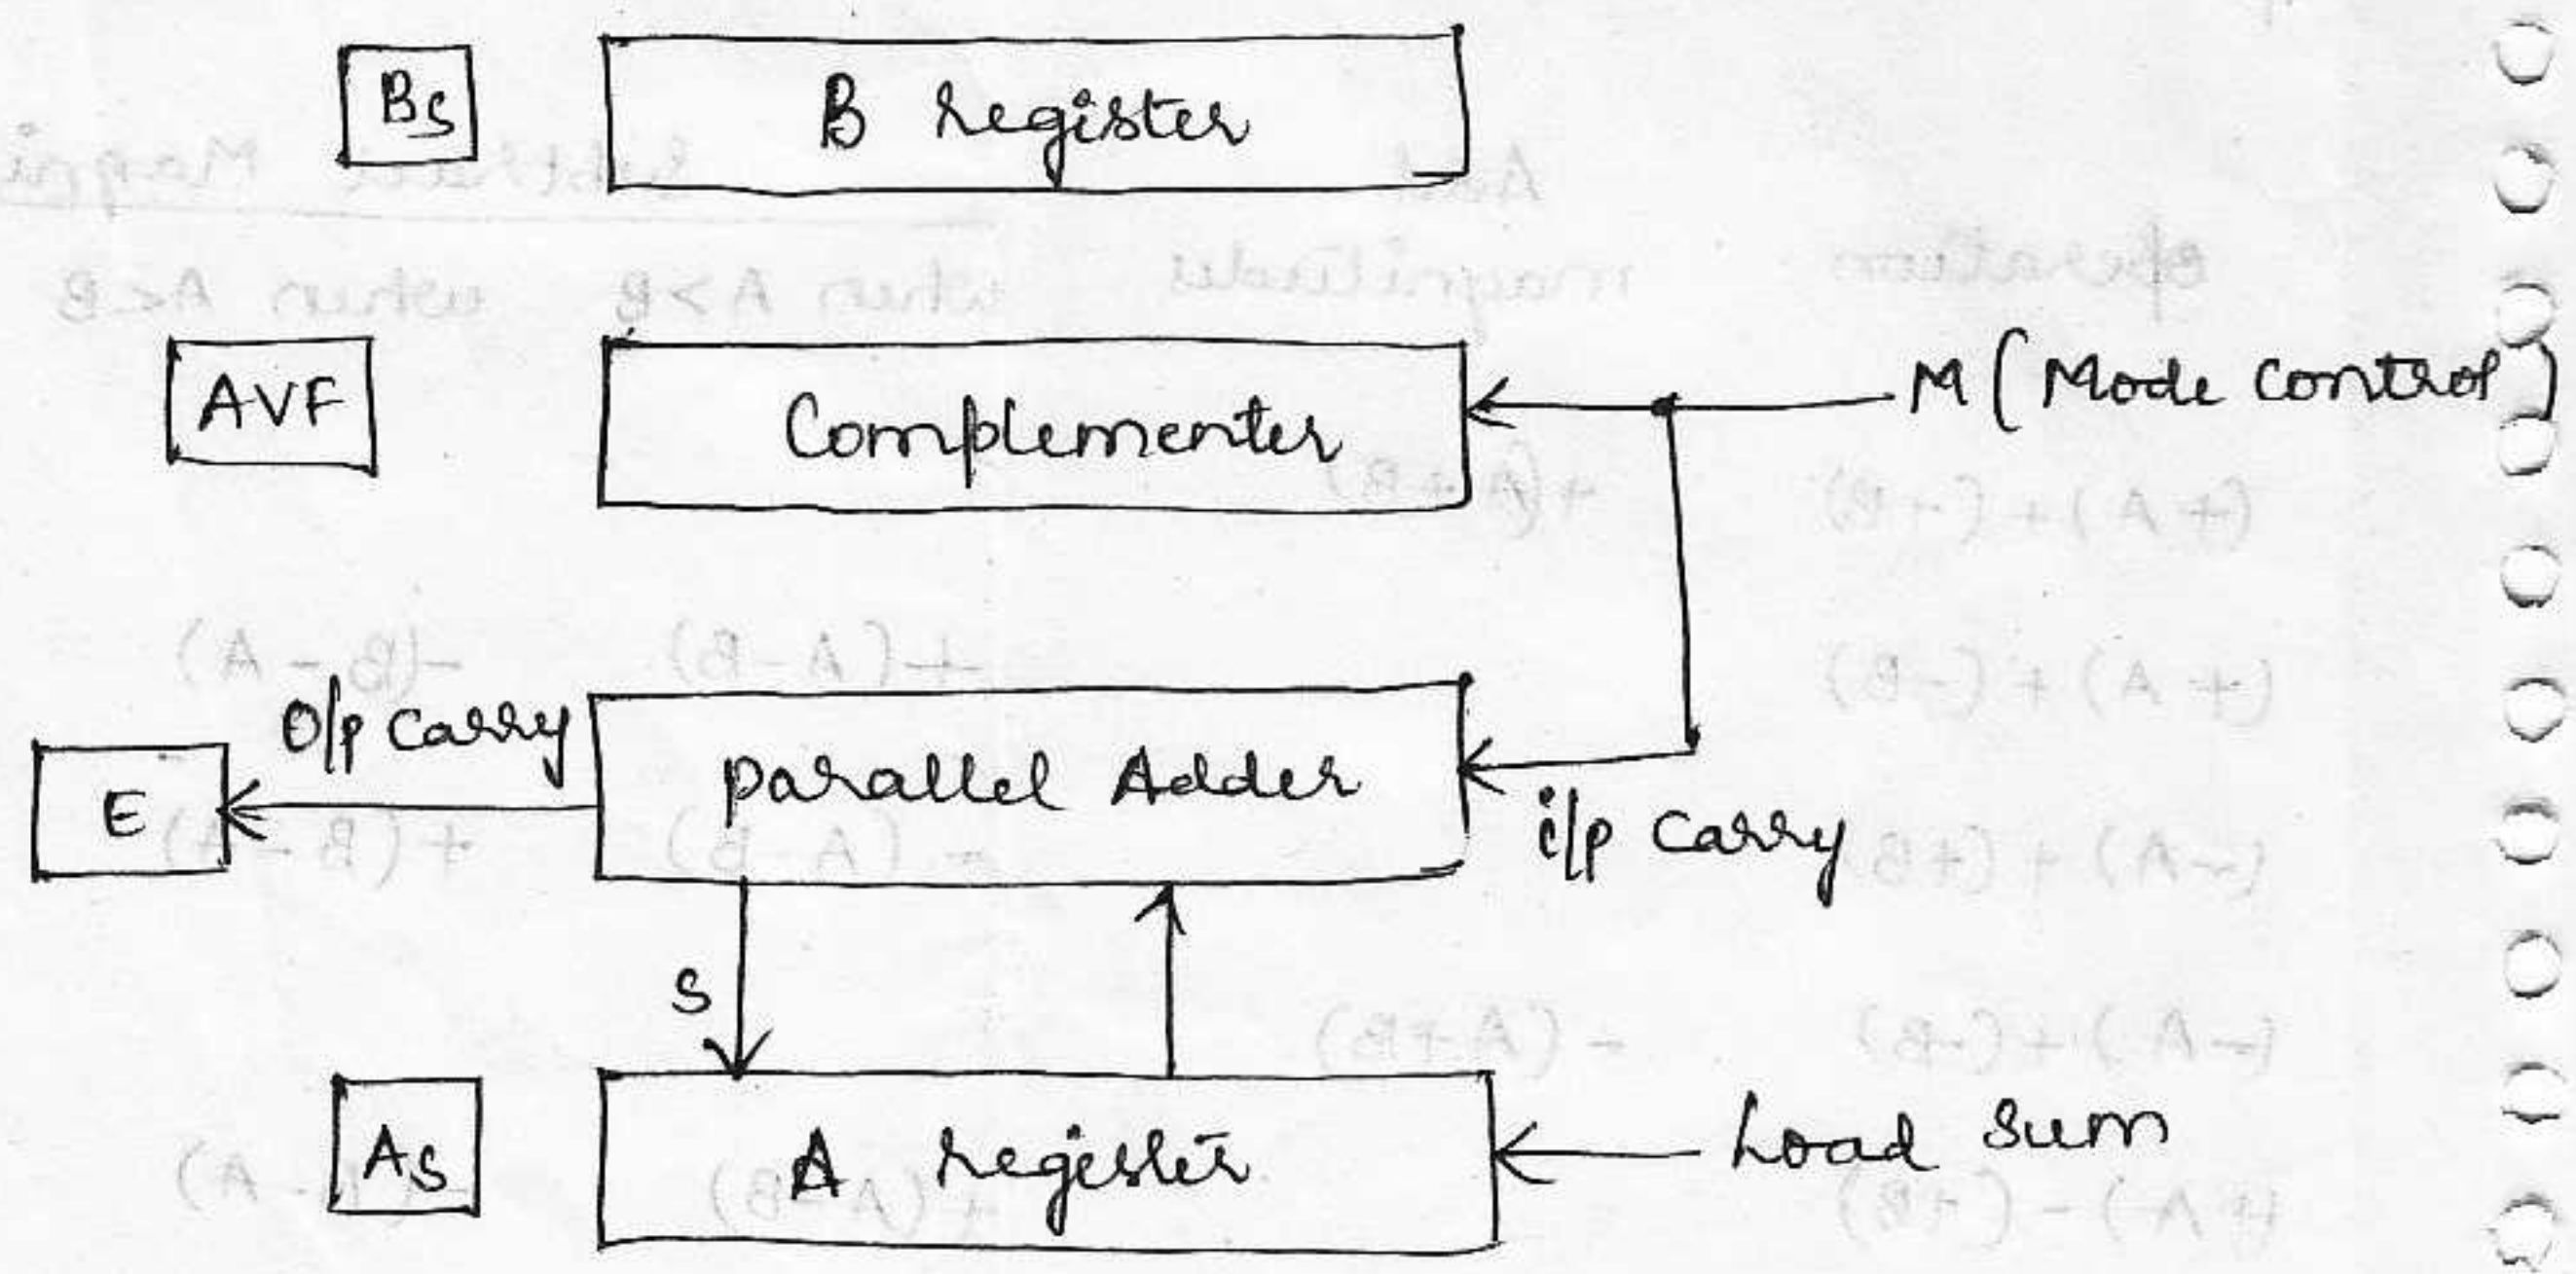 Bs
B register
AVF
Complementer
M (Mode control)
O/p carry
E
parallel Adder
i/p carry
S
As
A register
Load sum